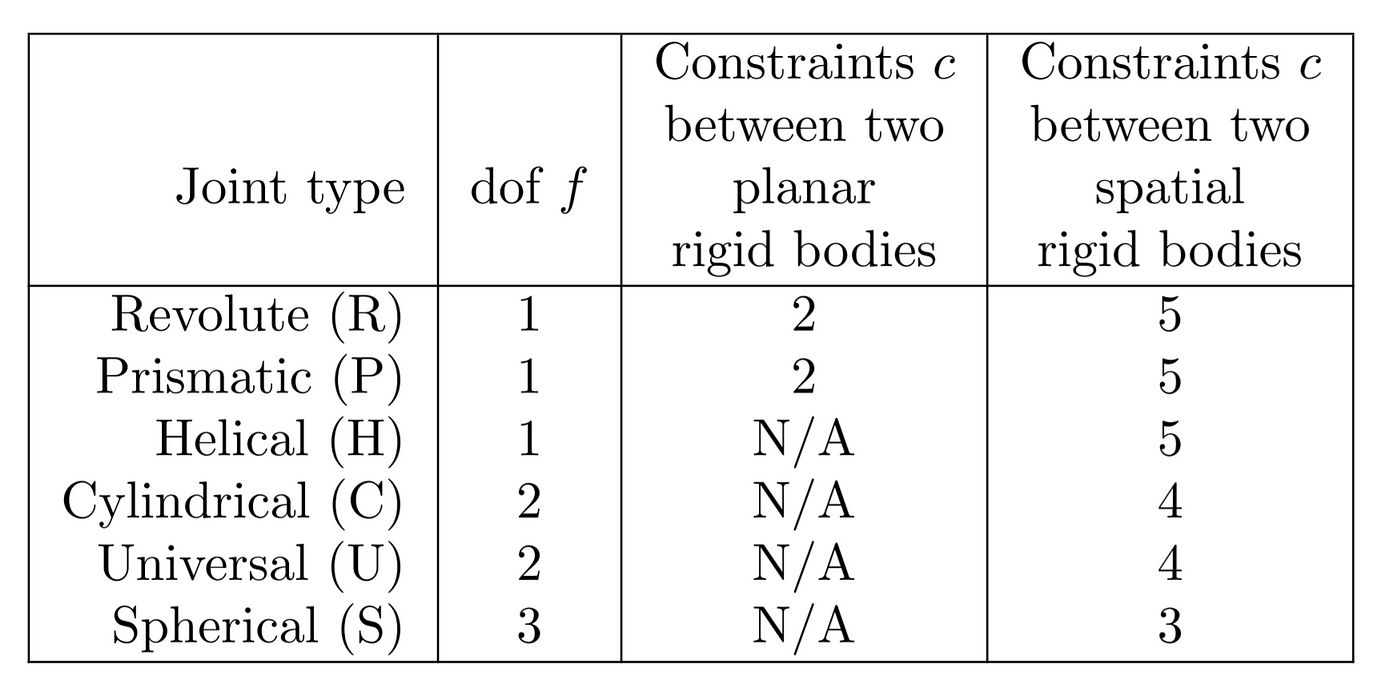 Joint type | dof f | Constraints c between two planar rigid bodies | Constraints c between two spatial rigid bodies
Revolute (R) | 1 | 2 | 5
Prismatic (P) | 1 | 2 | 5
Helical (H) | 1 | N/A | 5
Cylindrical (C) | 2 | N/A | 4
Universal (U) | 2 | N/A | 4
Spherical (S) | 3 | N/A | 3